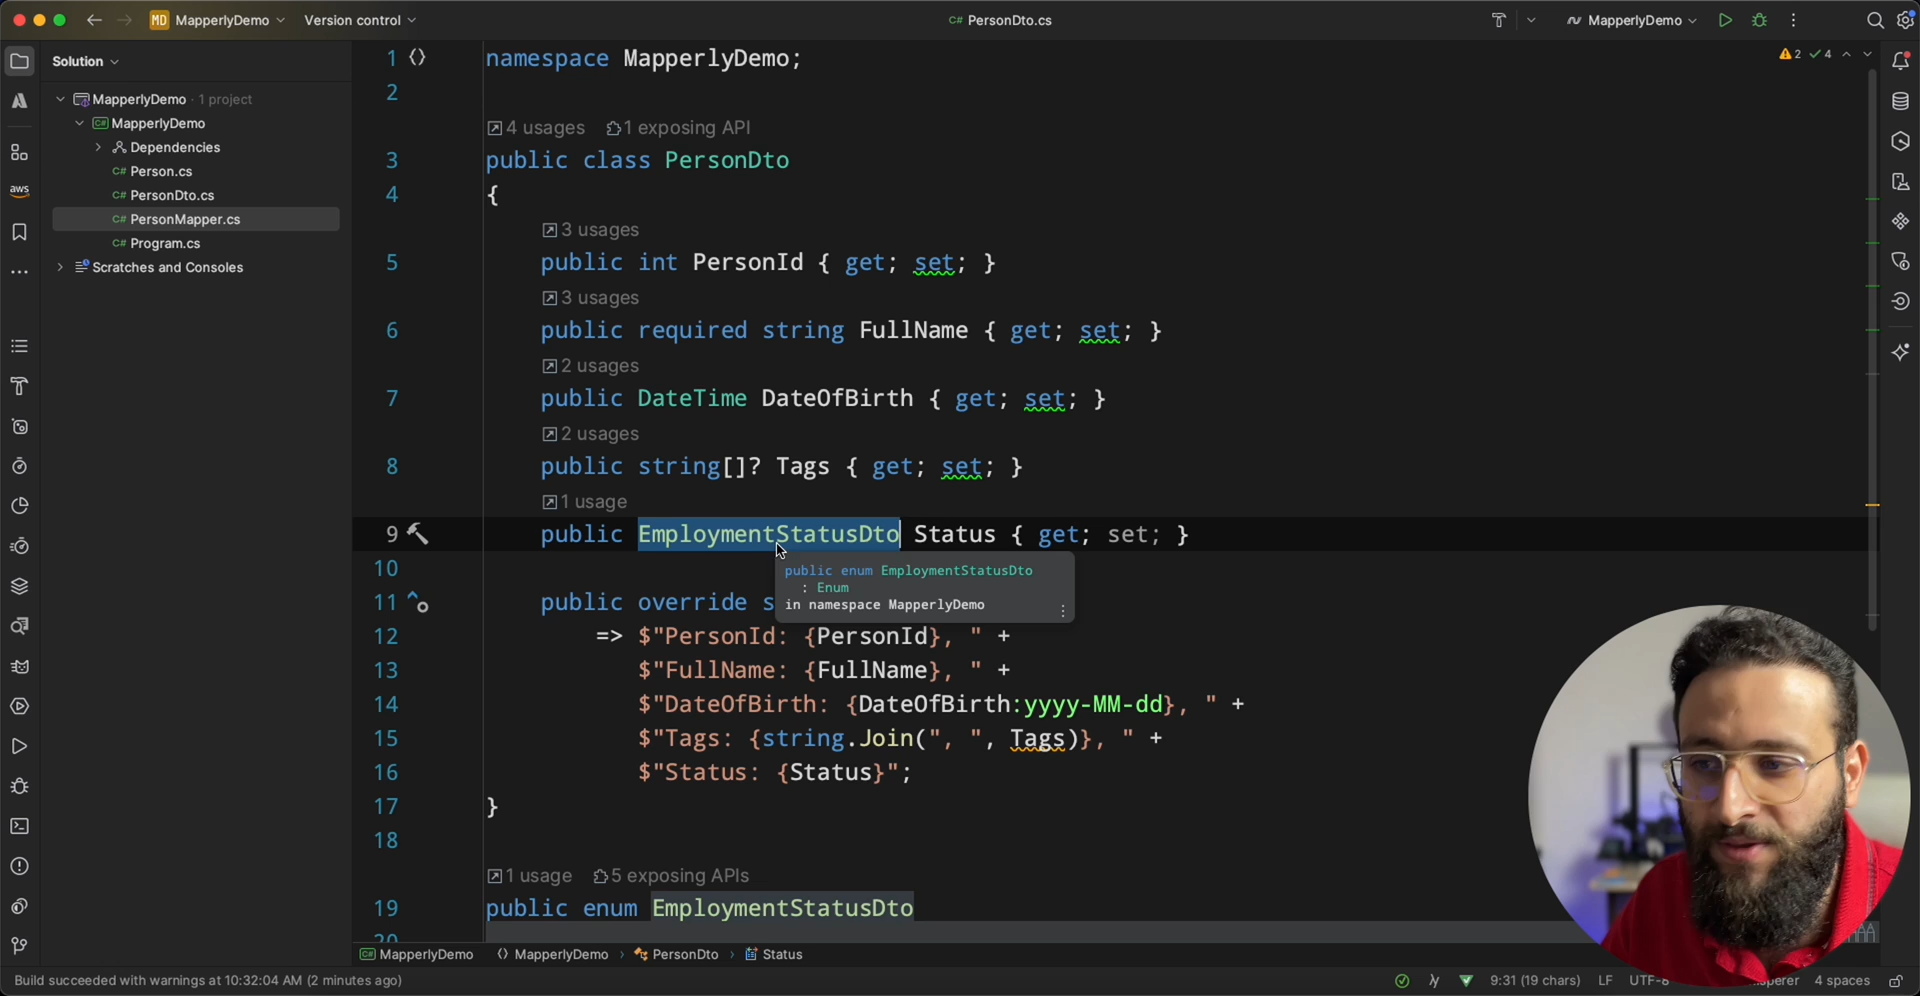 MD MapperlyDemo
Version control
C# PersonDto.cs
MapperlyDemo
Solution
MapperlyDemo · 1 project
C# MapperlyDemo
Dependencies
C# Person.cs
C# PersonDto.cs
C# PersonMapper.cs
C# Program.cs
Scratches and Consoles
aws
2 4
1 namespace MapperlyDemo;
2
4 usages 1 exposing API
3 public class PersonDto
4 {
3 usages
5 public int PersonId { get; set; }
3 usages
6 public required string FullName { get; set; }
2 usages
7 public DateTime DateOfBirth { get; set; }
2 usages
8 public string[]? Tags { get; set; }
1 usage
9 public EmploymentStatusDto Status { get; set; }
10
public enum EmploymentStatusDto
: Enum
in namespace MapperlyDemo
11 public override s
12 => $"PersonId: {PersonId}, " +
13 $"FullName: {FullName}, " +
14 $"DateOfBirth: {DateOfBirth:yyyy-MM-dd}, " +
15 $"Tags: {string.Join(", ", Tags)}, " +
16 $"Status: {Status}";
17 }
18
1 usage 5 exposing APIs
19 public enum EmploymentStatusDto
20
C# MapperlyDemo MapperlyDemo › PersonDto › Status
Build succeeded with warnings at 10:32:04 AM (2 minutes ago)
9:31 (19 chars) LF UTF-8 4 spaces